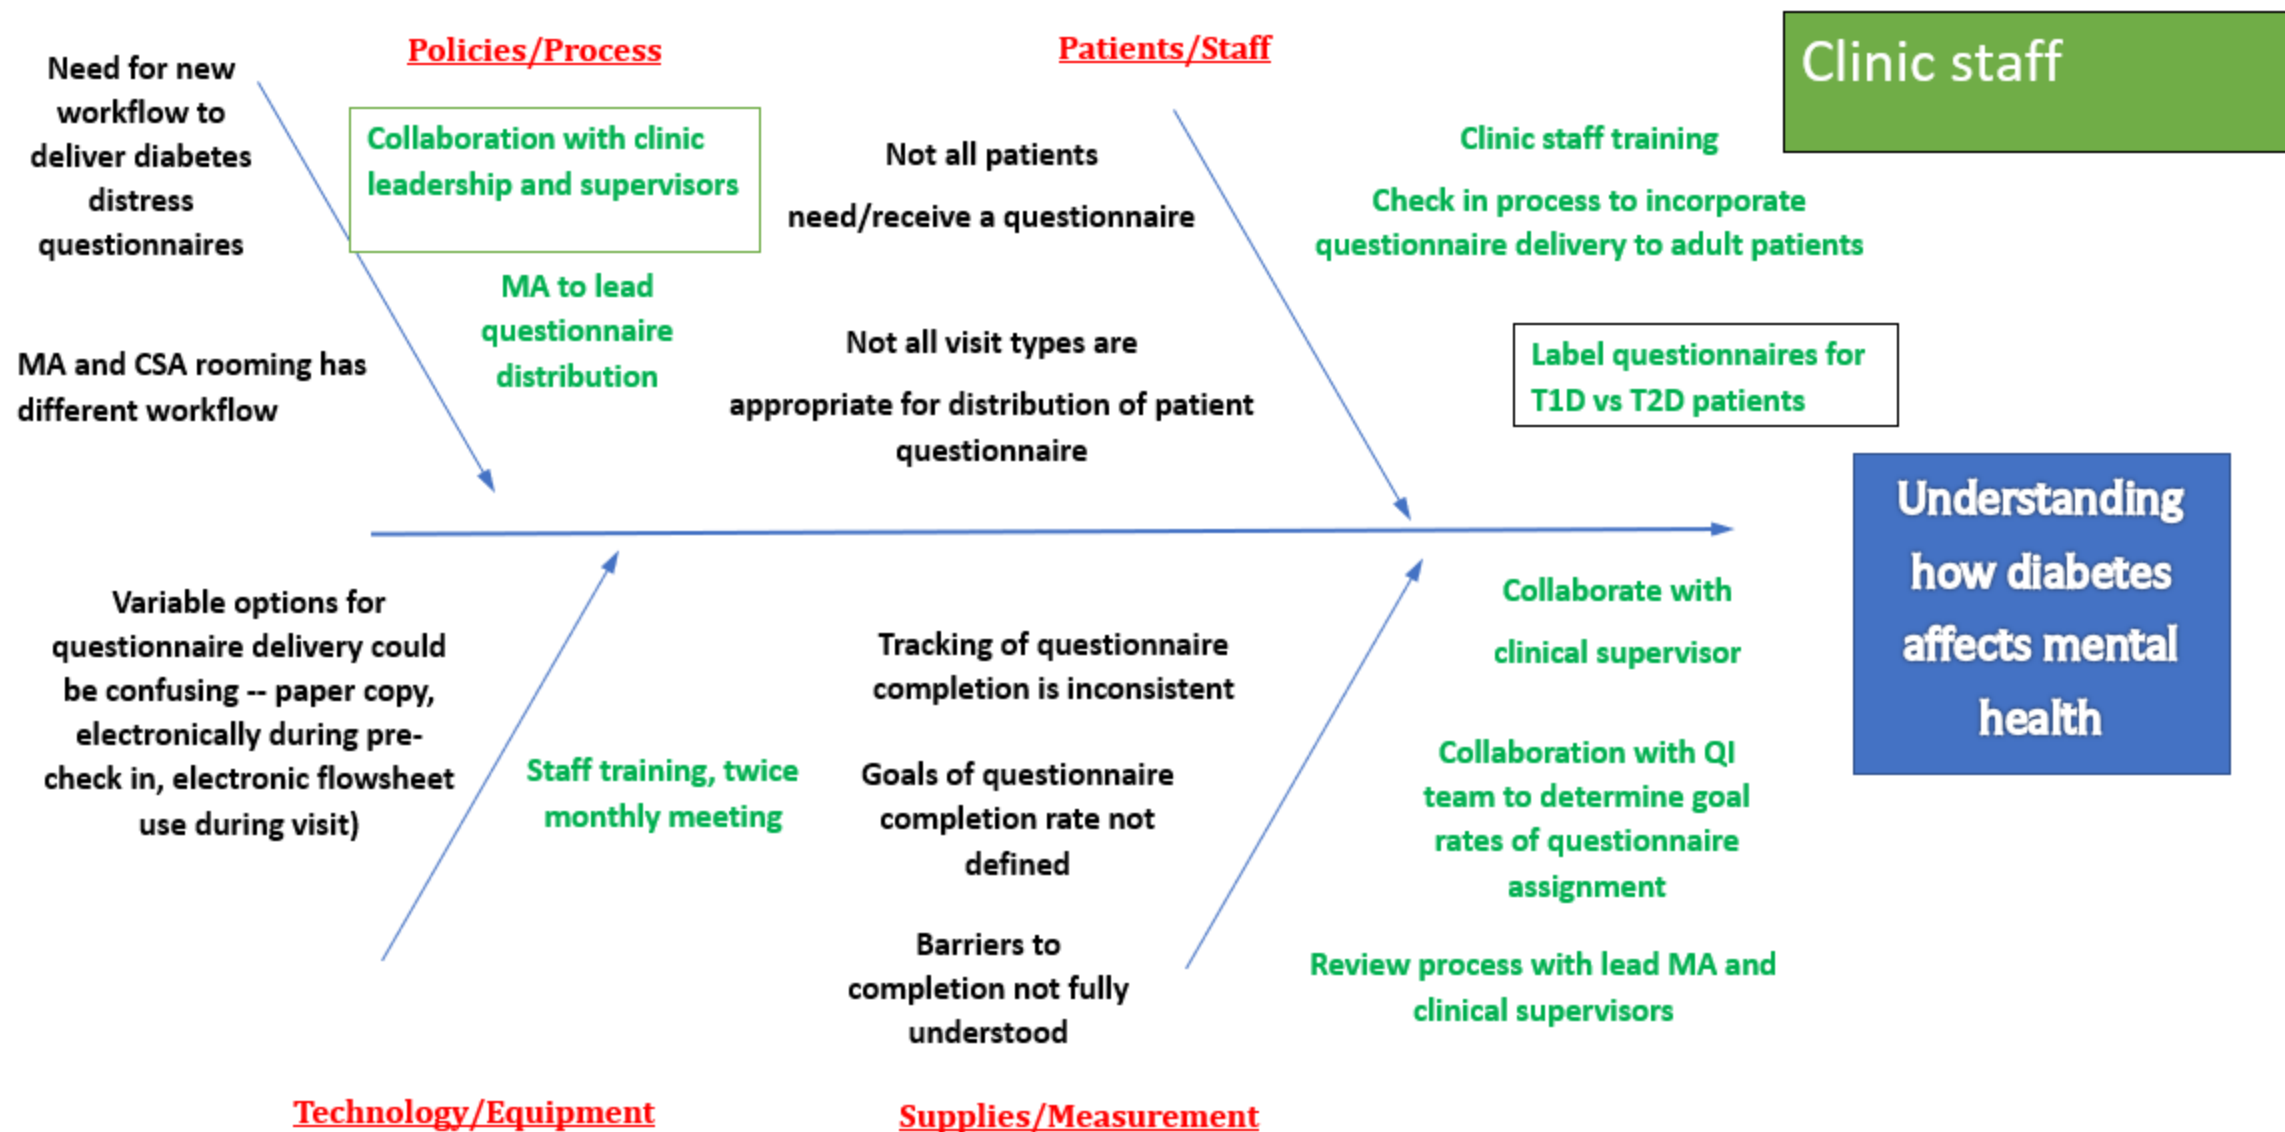 Policies/Process
Patients/Staff
Clinic staff
Need for new
workflow to
deliver diabetes
distress
questionnaires
MA and CSA rooming has
different workflow
Collaboration with clinic
leadership and supervisors
MA to lead
questionnaire
distribution
Not all patients
need/receive a questionnaire
Not all visit types are
appropriate for distribution of patient
questionnaire
Clinic staff training
Check in process to incorporate
questionnaire delivery to adult patients
Label questionnaires for
T1D vs T2D patients
Understanding
how diabetes
affects mental
health
Variable options for
questionnaire delivery could
be confusing -- paper copy,
electronically during pre-
check in, electronic flowsheet
use during visit)
Staff training, twice
monthly meeting
Tracking of questionnaire
completion is inconsistent
Goals of questionnaire
completion rate not
defined
Barriers to
completion not fully
understood
Collaborate with
clinical supervisor
Collaboration with QI
team to determine goal
rates of questionnaire
assignment
Review process with lead MA and
clinical supervisors
Technology/Equipment
Supplies/Measurement